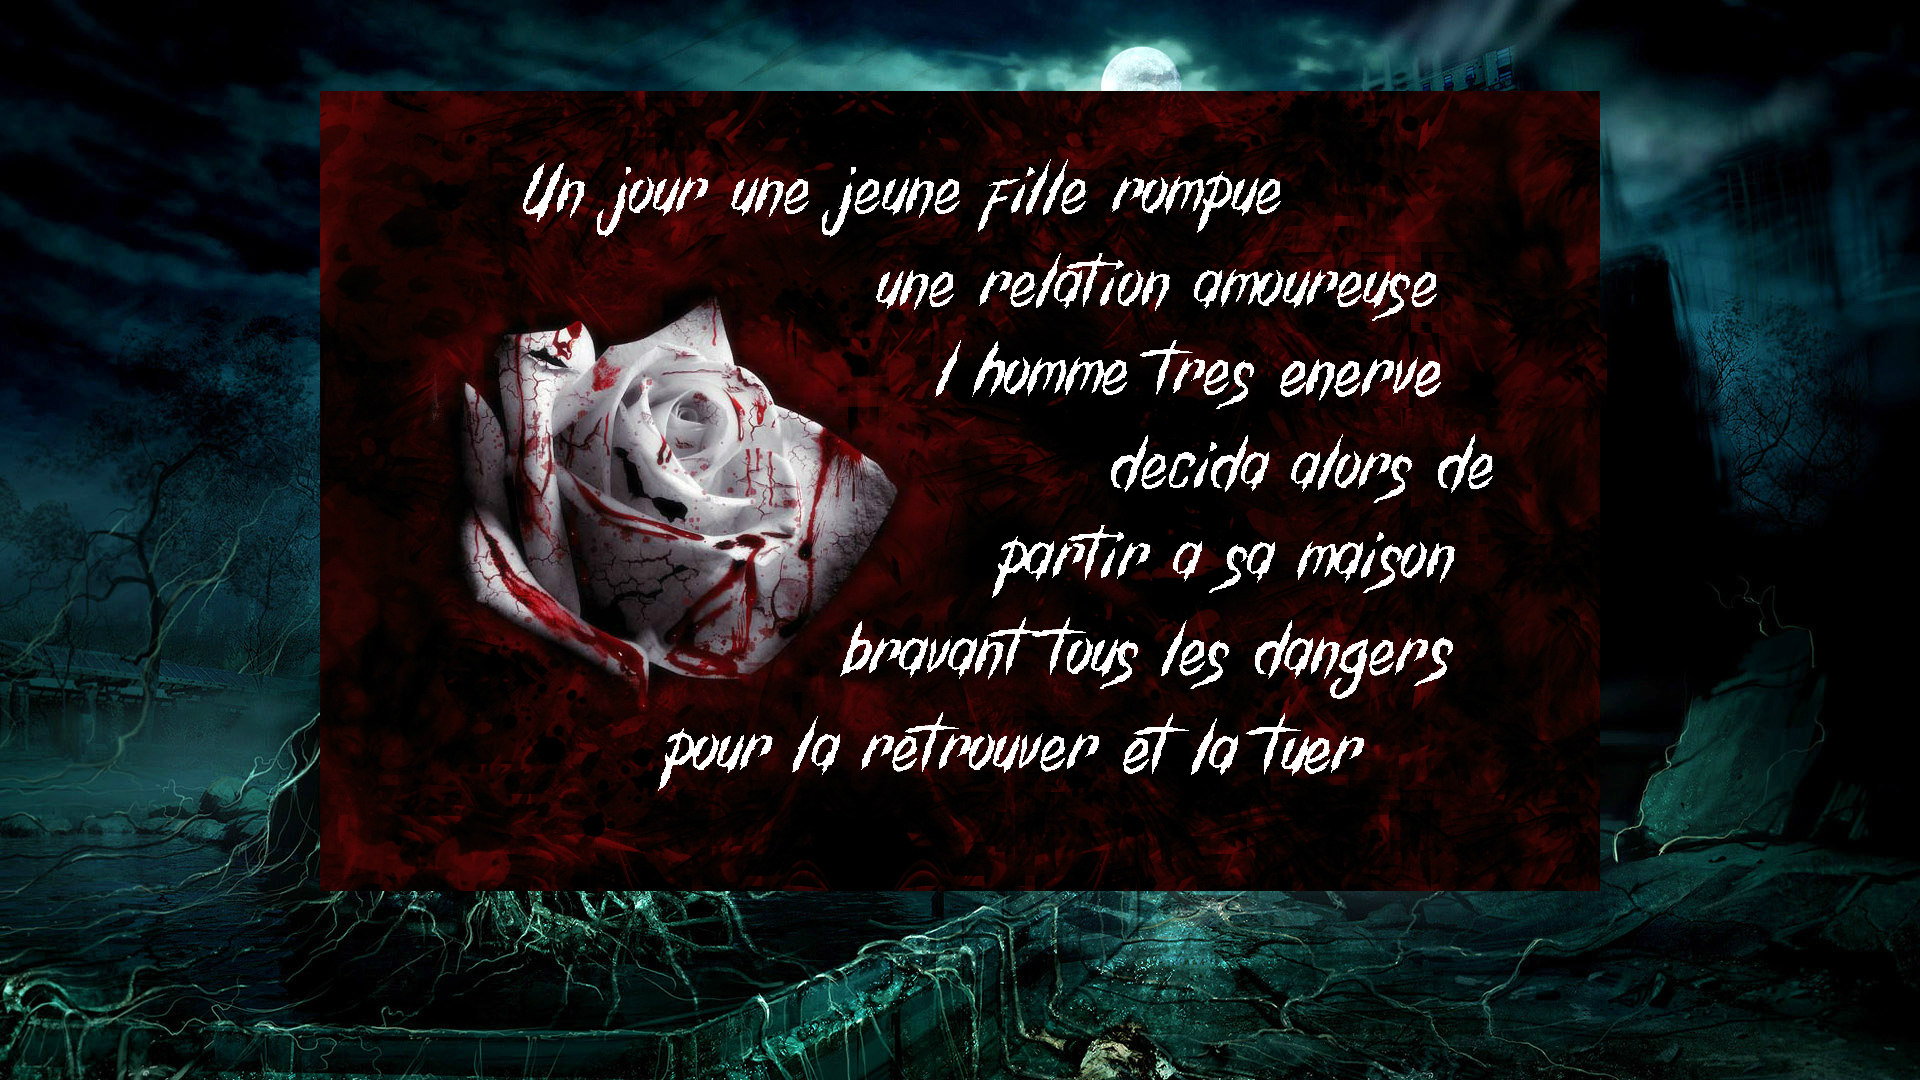 Un jour une jeune fille rompue
une relation amoureuse
l homme tres enerve
decida alors de
partir a sa maison
bravant tous les dangers
pour la retrouver et la tuer